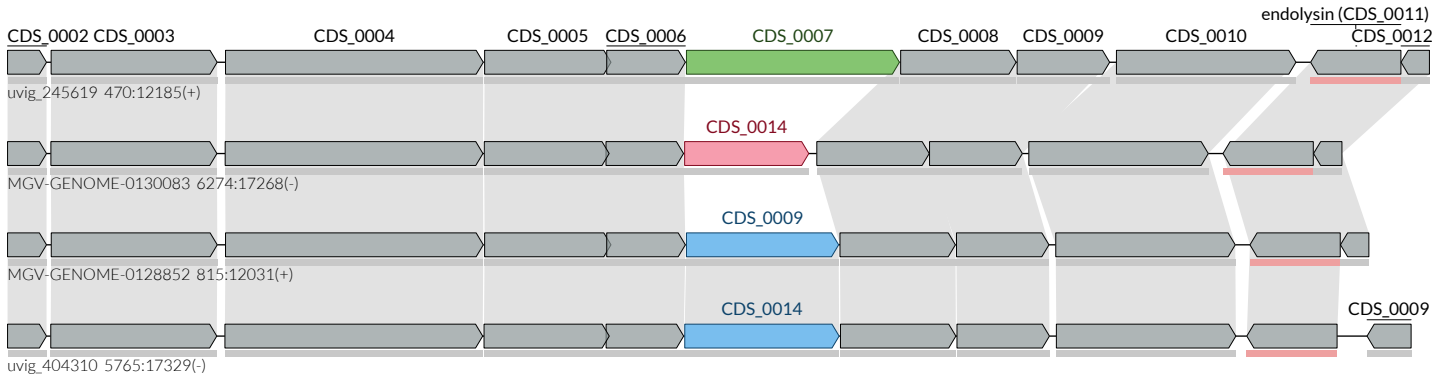 endolysin (CDS_0011)
CDS_0002 CDS_0003 CDS_0004 CDS_0005 CDS_0006 CDS_0007 CDS_0008 CDS_0009 CDS_0010 CDS_0012
uvig_245619 470:12185(+)
CDS_0014
MGV-GENOME-0130083 6274:17268(-)
CDS_0009
MGV-GENOME-0128852 815:12031(+)
CDS_0014 CDS_0009
uvig_404310 5765:17329(-)